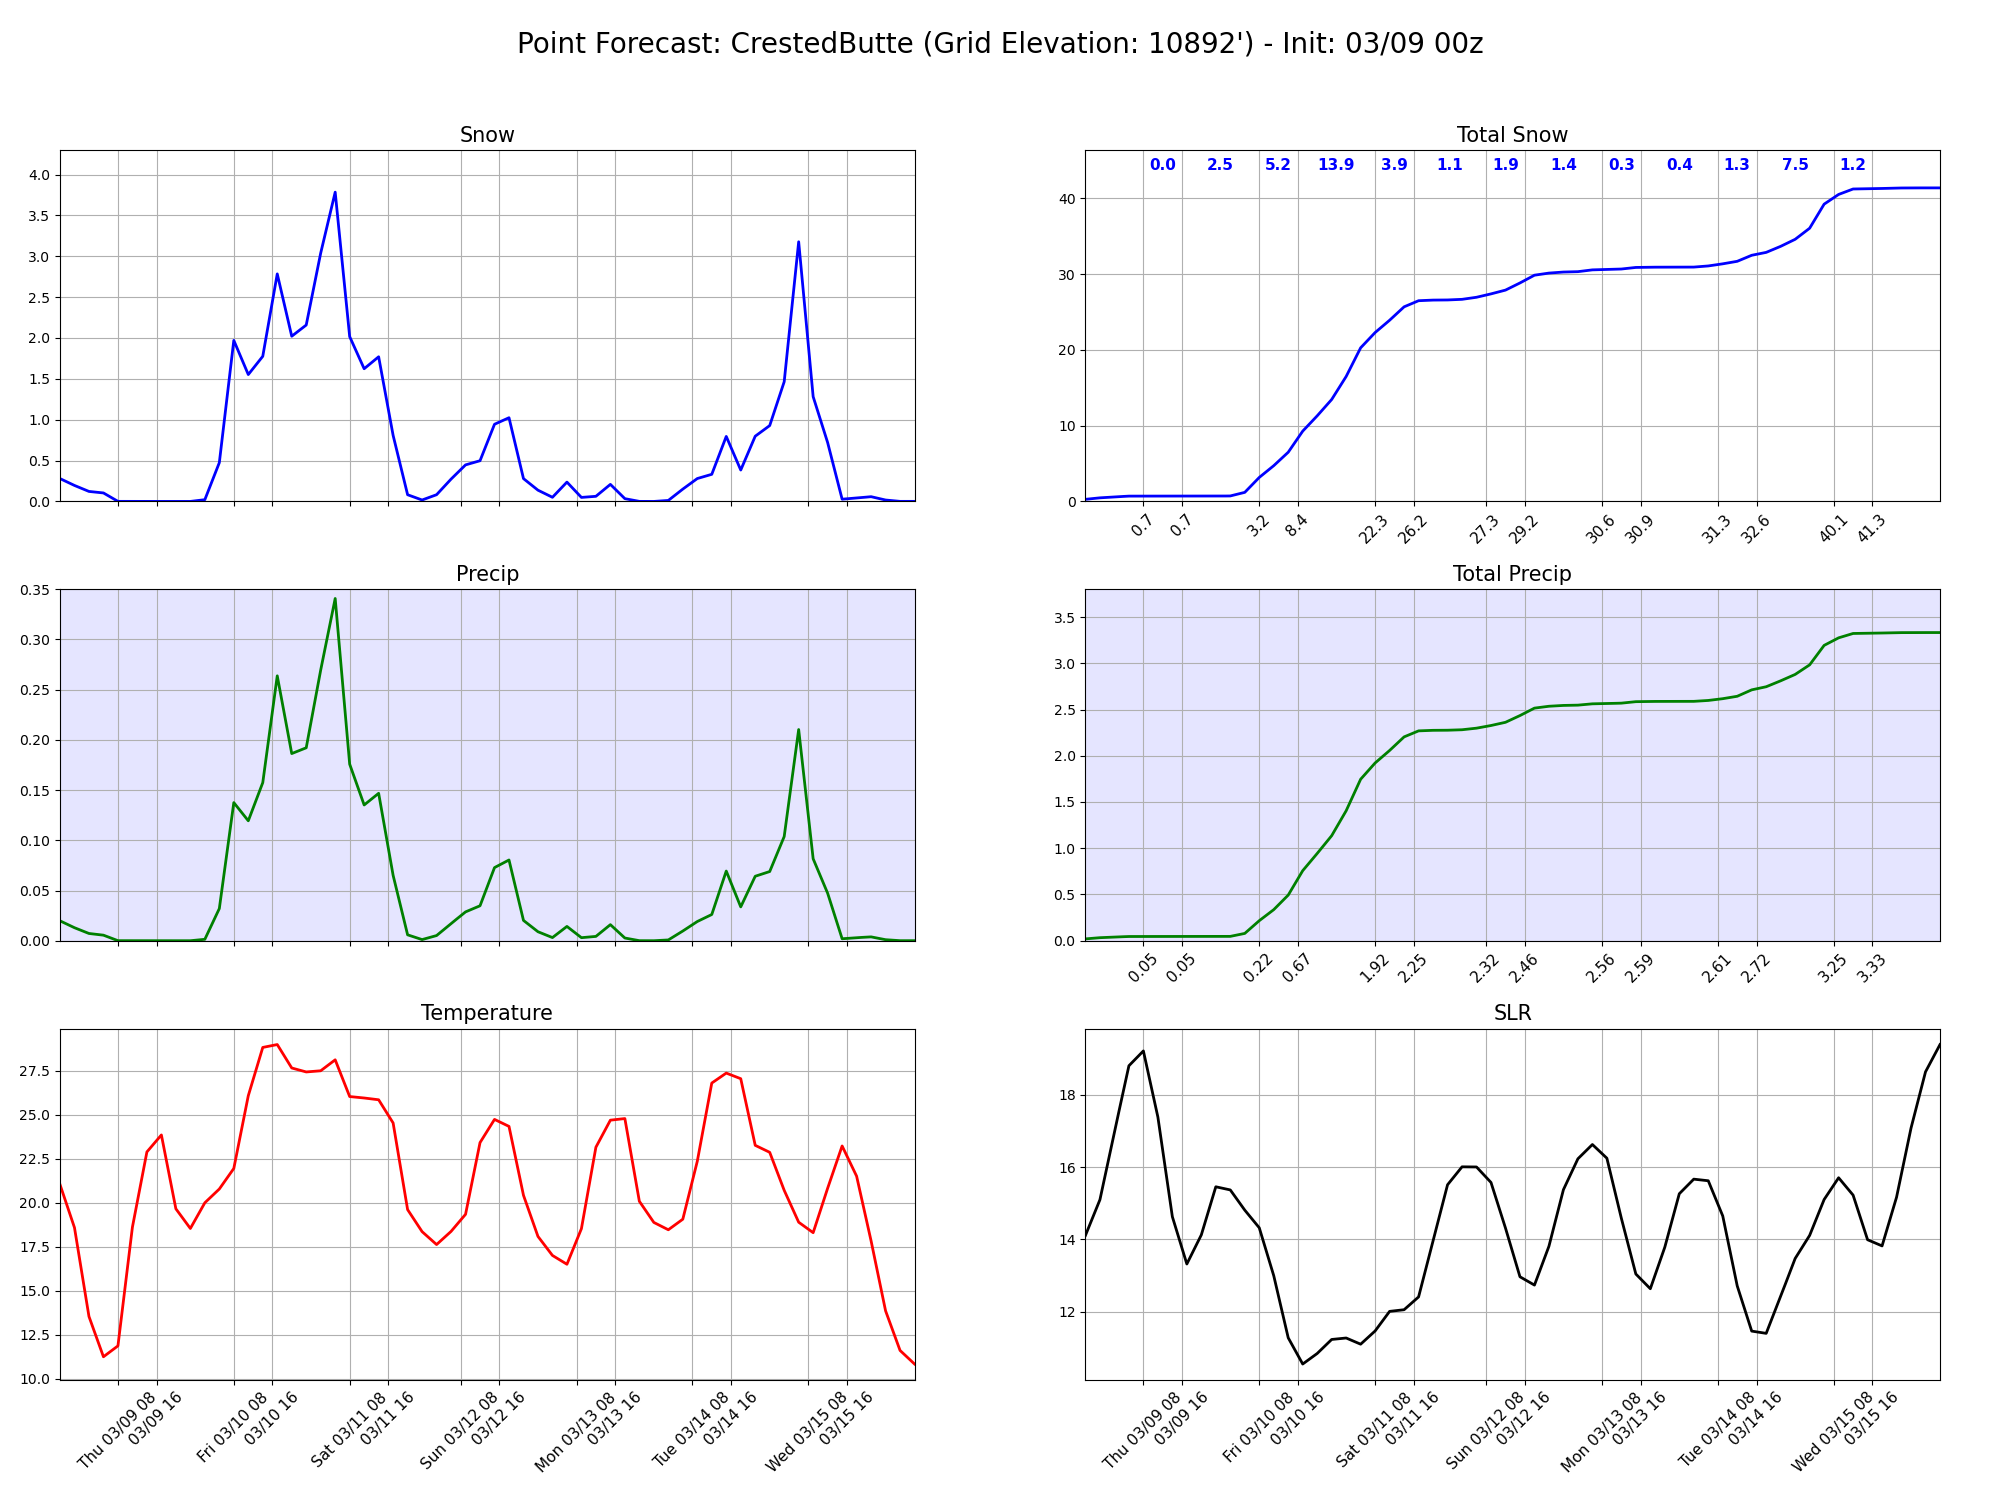 Point Forecast: CrestedButte (Grid Elevation: 10892') - Init: 03/09 00z
Snow
4.0
3.5
3.0
2.5
2.0
1.5
1.0
0.5
0.0
Total Snow
0.0 2.5 5.2 13.9 3.9 1.1 1.9 1.4 0.3 0.4 1.3 7.5 1.2
40
30
20
10
0
0.7 0.7 3.2 8.4 22.3 26.2 27.3 29.2 30.6 30.9 31.3 32.6 40.1 41.3
Precip
0.35
0.30
0.25
0.20
0.15
0.10
0.05
0.00
Total Precip
3.5
3.0
2.5
2.0
1.5
1.0
0.5
0.0
0.05 0.05 0.22 0.67 1.92 2.25 2.32 2.46 2.56 2.59 2.61 2.72 3.25 3.33
Temperature
27.5
25.0
22.5
20.0
17.5
15.0
12.5
10.0
Thu 03/09 08
03/09 16
Fri 03/10 08
03/10 16
Sat 03/11 08
03/11 16
Sun 03/12 08
03/12 16
Mon 03/13 08
03/13 16
Tue 03/14 08
03/14 16
Wed 03/15 08
03/15 16
SLR
18
16
14
12
Thu 03/09 08
03/09 16
Fri 03/10 08
03/10 16
Sat 03/11 08
03/11 16
Sun 03/12 08
03/12 16
Mon 03/13 08
03/13 16
Tue 03/14 08
03/14 16
Wed 03/15 08
03/15 16